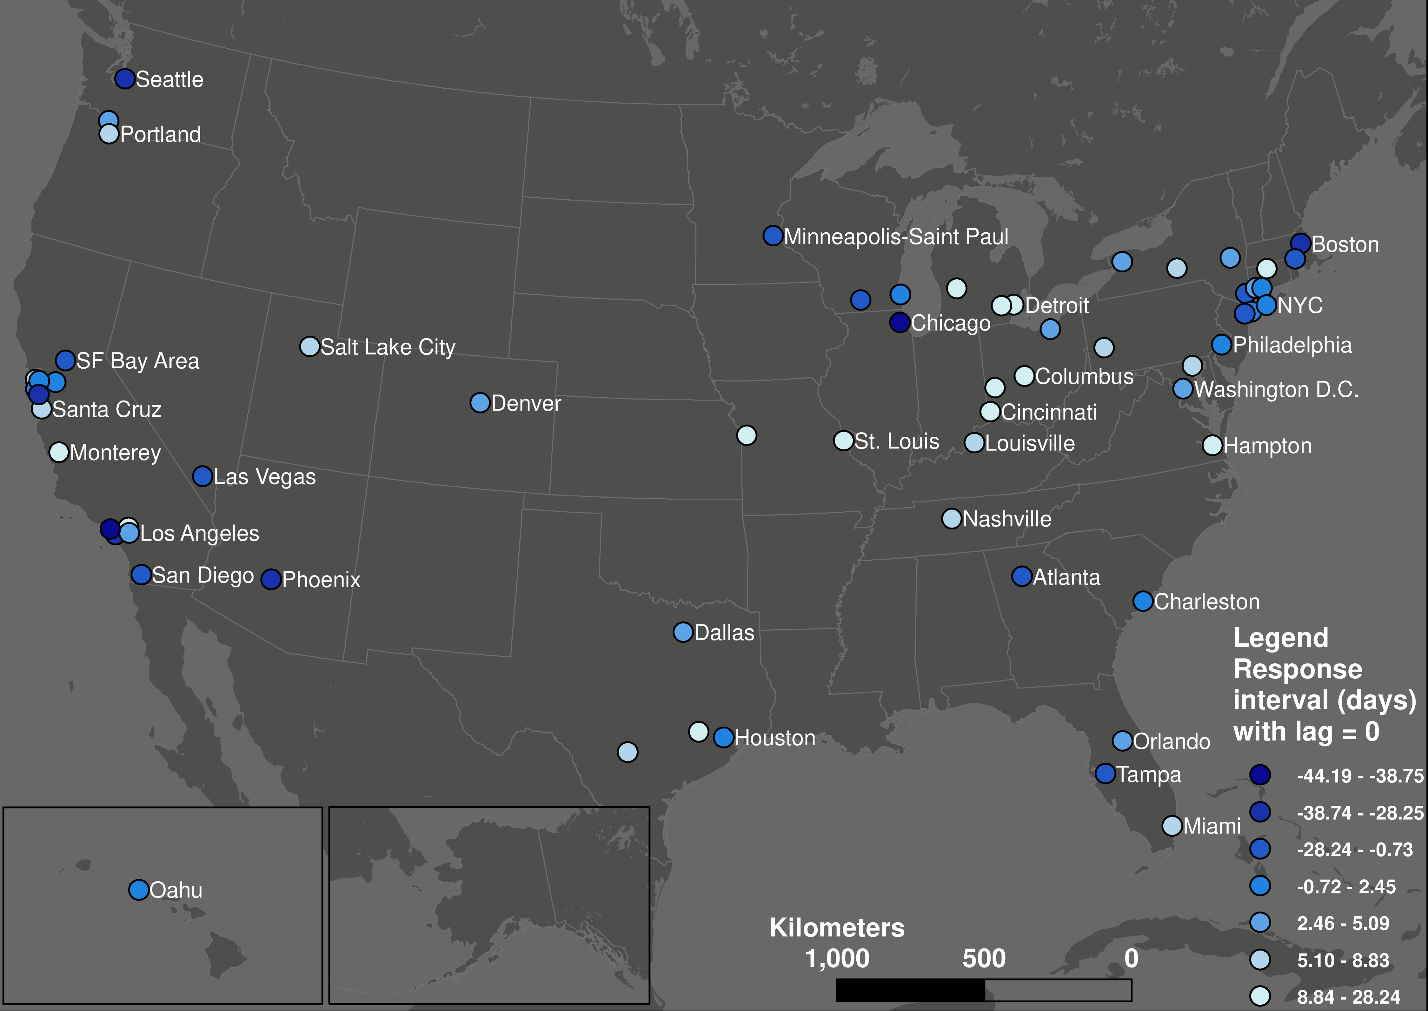 Seattle
Portland
Minneapolis-Saint Paul
Boston
Detroit
NYC
Chicago
Salt Lake City
Philadelphia
SF Bay Area
Columbus
Washington D.C.
Denver
Santa Cruz
Cincinnati
St. Louis
Louisville
Hampton
Monterey
Las Vegas
Nashville
Los Angeles
San Diego
Phoenix
Atlanta
Charleston
Dallas
Houston
Orlando
Tampa
Miami
Oahu
Legend
Response
interval (days)
with lag = 0
-44.19 - -38.75
-38.74 - -28.25
-28.24 - -0.73
-0.72 - 2.45
2.46 - 5.09
5.10 - 8.83
8.84 - 28.24
Kilometers
1,000 500 0